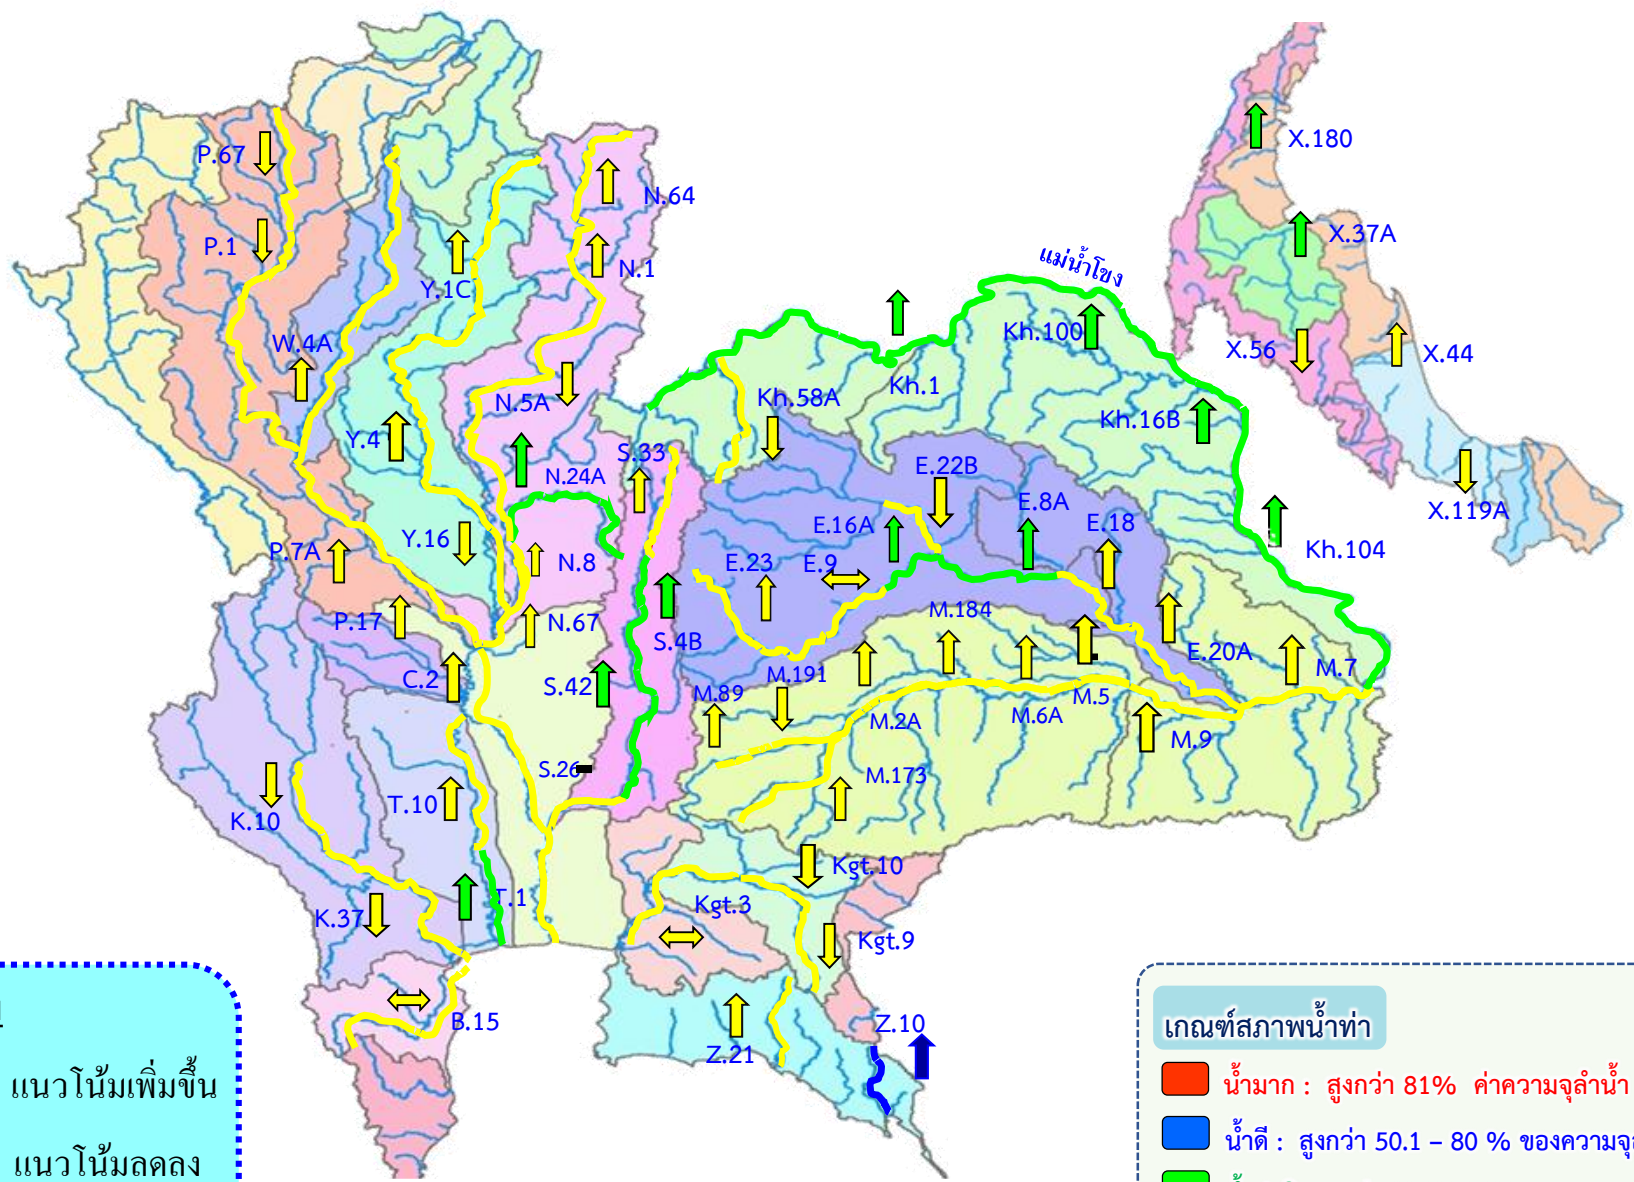 P.67
P.1
W.4A
Y.1C
N.64
N.1
N.5A
Y.4
N.24A
S.33
Y.16
N.8
P.7A
P.17
N.67
C.2
S.42
S.4B
S.26
T.10
T.1
K.10
K.37
B.15
แม่น้ำโขง
Kh.100
Kh.1
Kh.58A
Kh.16B
Kh.104
E.22B
E.8A
E.16A
E.18
E.23
E.9
M.184
E.20A
M.7
M.191
M.89
M.2A
M.6A
M.5
M.9
M.173
Kgt.10
Kgt.3
Kgt.9
Z.21
Z.10
X.180
X.37A
X.56
X.44
X.119A
แนวโน้มเพิ่มขึ้น
แนวโน้มลดลง
เกณฑ์สภาพน้ำท่า
น้ำมาก : สูงกว่า 81% ค่าความจุลำน้ำ
น้ำดี : สูงกว่า 50.1 – 80 % ของความจุ